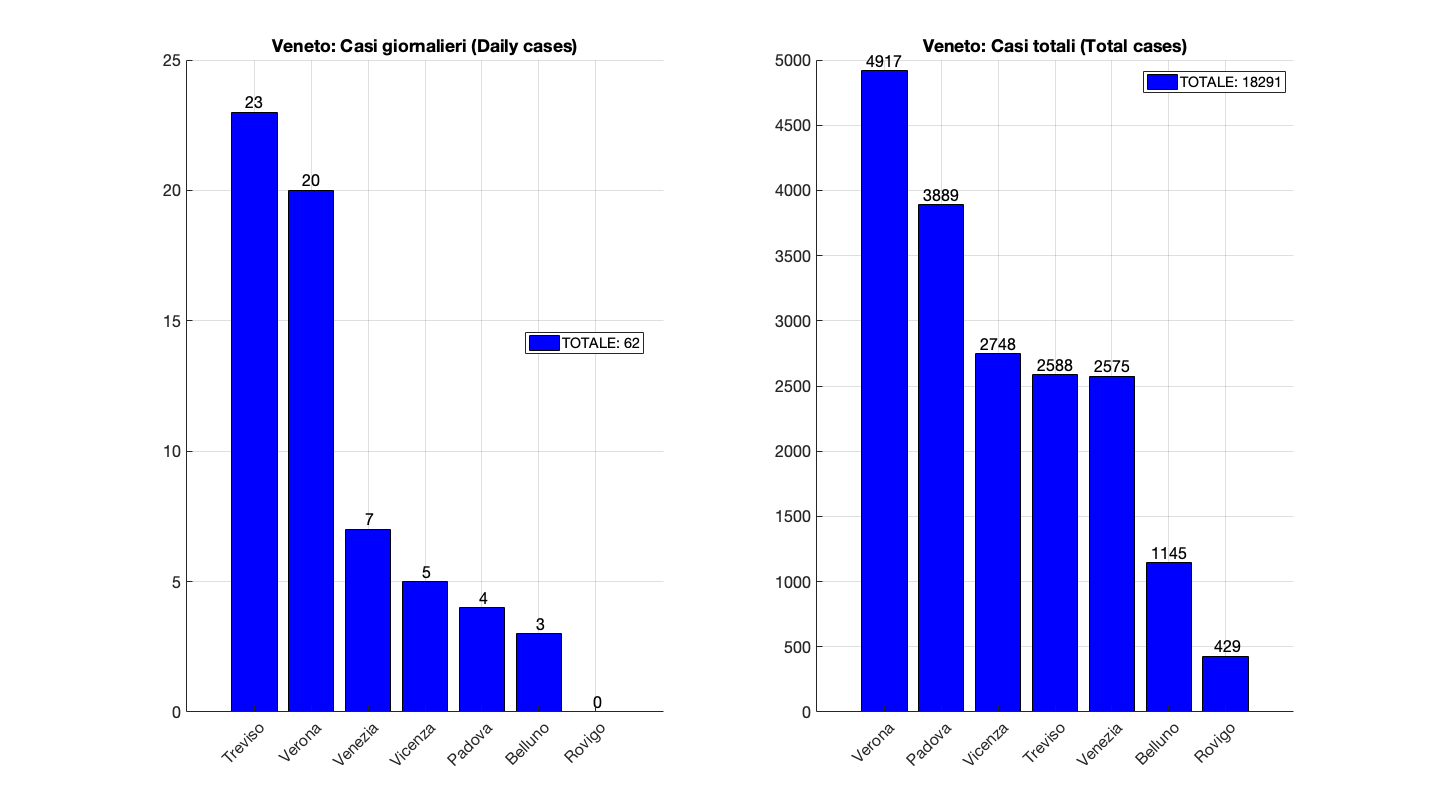 Veneto: Casi giornalieri (Daily cases)
25
20
15
10
5
0
23
20
7
5
4
3
0
TOTALE: 62
Treviso
Verona
Venezia
Vicenza
Padova
Belluno
Rovigo
Veneto: Casi totali (Total cases)
5000
4500
4000
3500
3000
2500
2000
1500
1000
500
0
4917
3889
2748
2588
2575
1145
429
TOTALE: 18291
Verona
Padova
Vicenza
Treviso
Venezia
Belluno
Rovigo